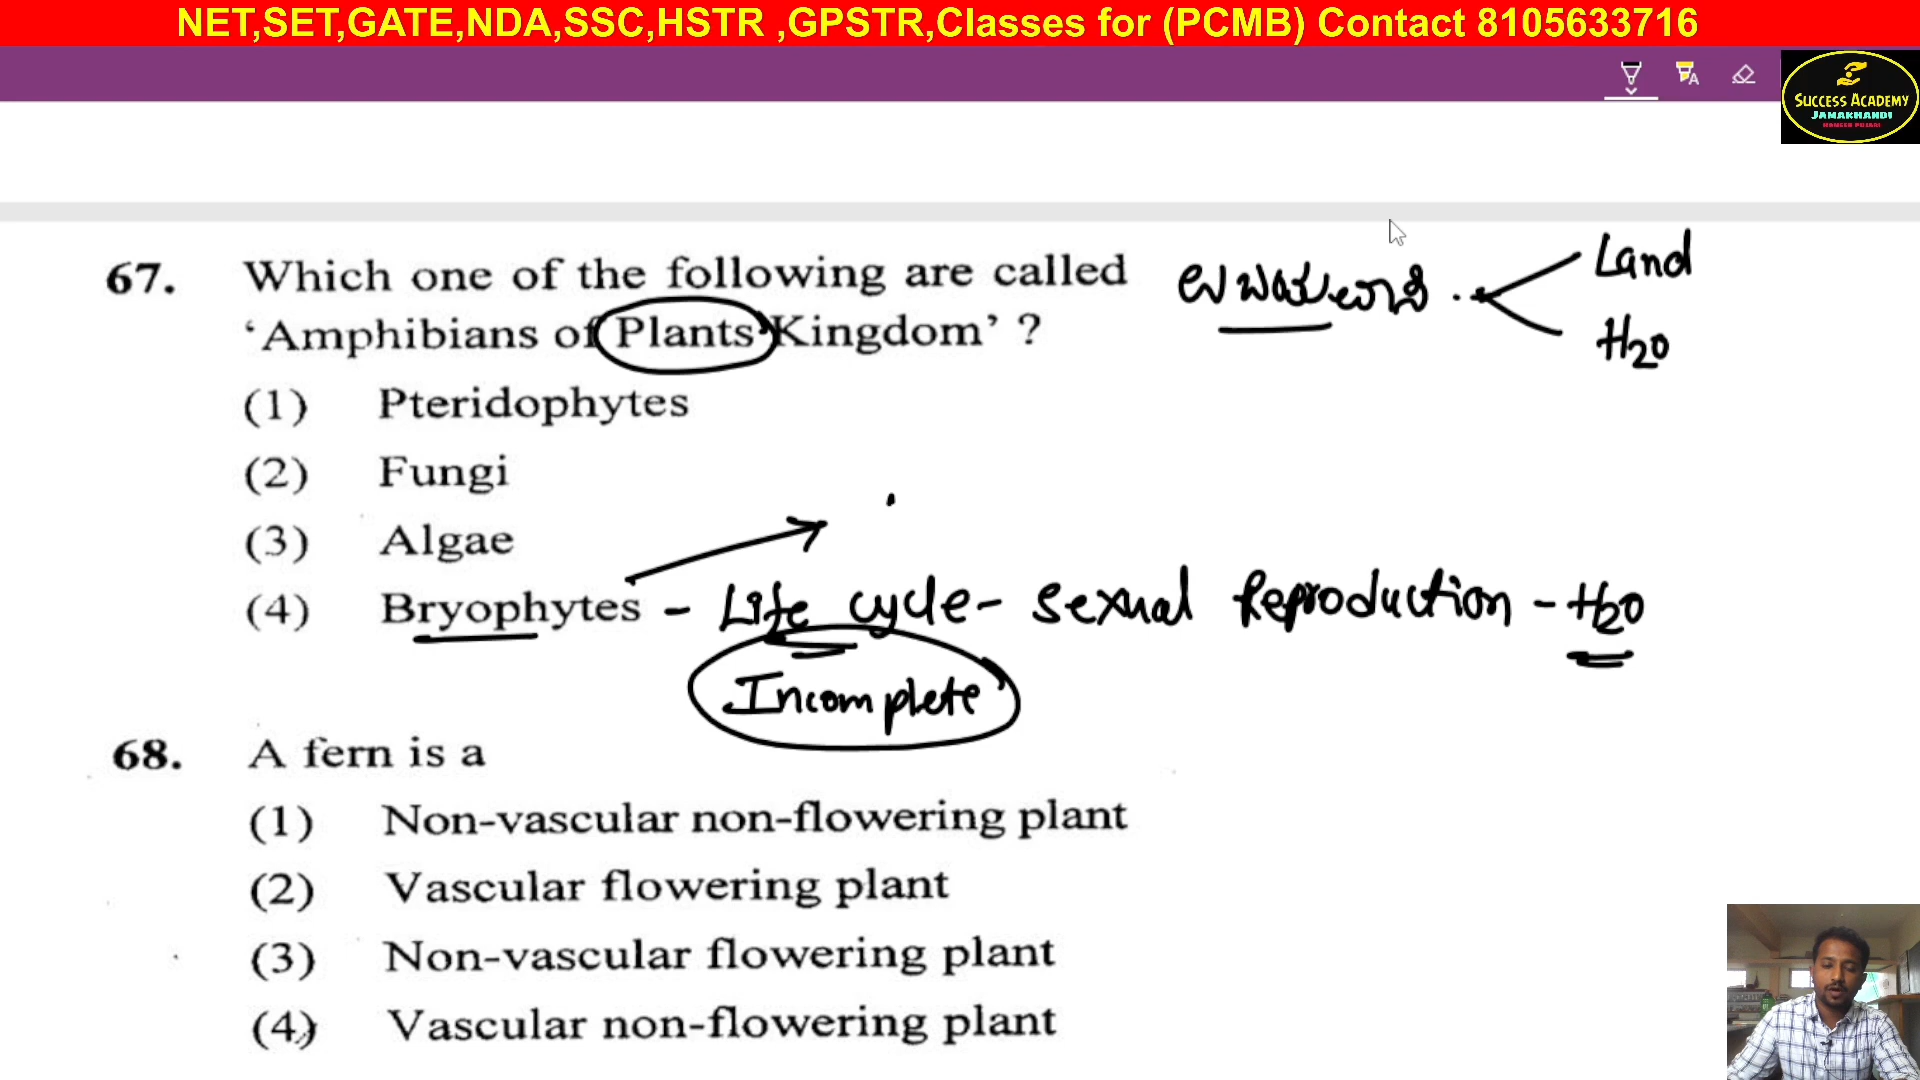 NET,SET,GATE,NDA,SSC,HSTR ,GPSTR,Classes for (PCMB) Contact 8105633716
SUCCESS ACADEMY
JAMAKHANDI
67. Which one of the following are called
‘Amphibians of Plants’ Kingdom’ ?
Land
H2O
(1) Pteridophytes
(2) Fungi
(3) Algae
(4) Bryophytes - Life cycle - sexual Reproduction - H2O
Incomplete
68. A fern is a
(1) Non-vascular non-flowering plant
(2) Vascular flowering plant
(3) Non-vascular flowering plant
(4) Vascular non-flowering plant